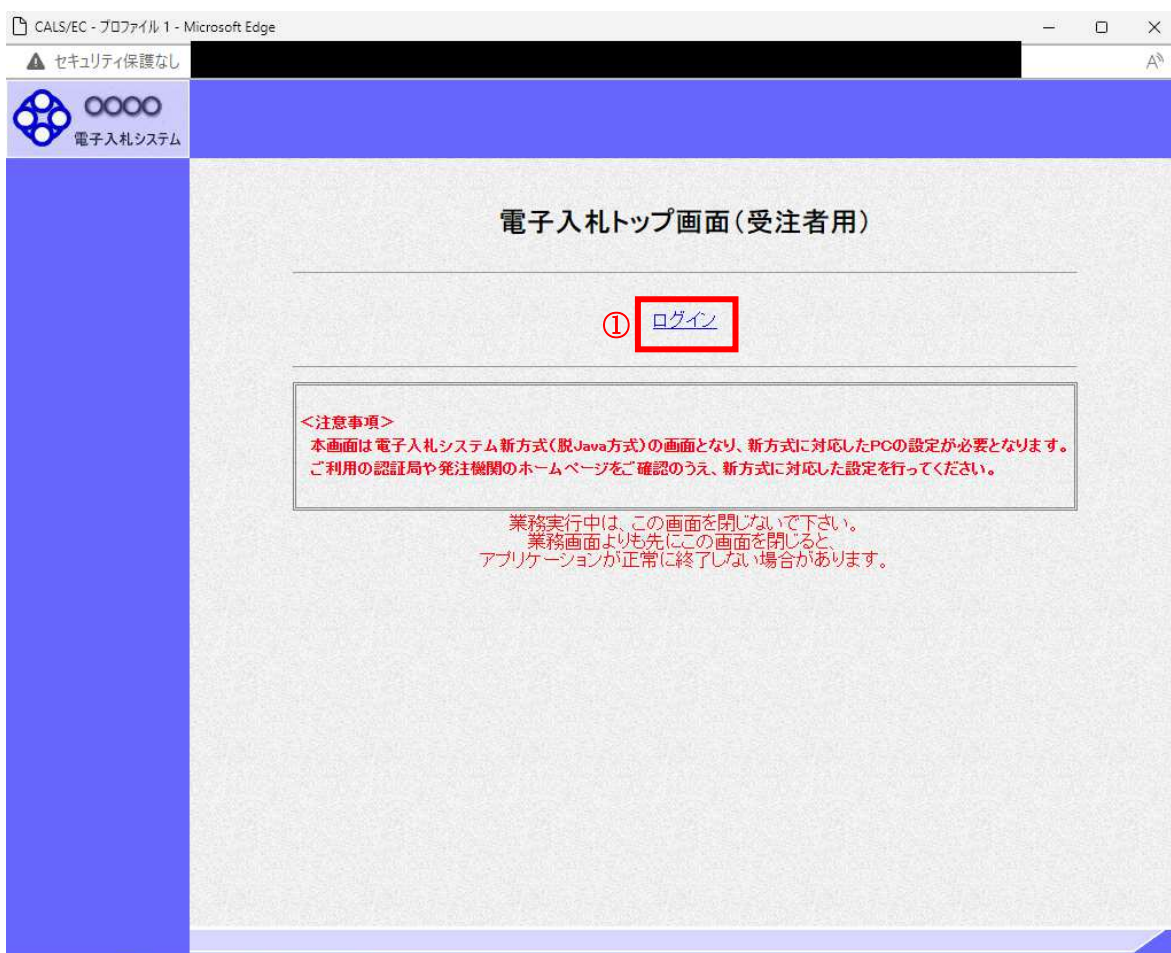 CALS/EC - プロファイル 1 - Microsoft Edge
セキュリティ保護なし
○○○○
電子入札システム
電子入札トップ画面(受注者用)
① ログイン
<注意事項>
本画面は電子入札システム新方式(脱Java方式)の画面となり、新方式に対応したPCの設定が必要となります。
ご利用の認証局や発注機関のホームページをご確認のうえ、新方式に対応した設定を行ってください。
業務実行中は、この画面を閉じないで下さい。
業務画面よりも先にこの画面を閉じると、
アプリケーションが正常に終了しない場合があります。